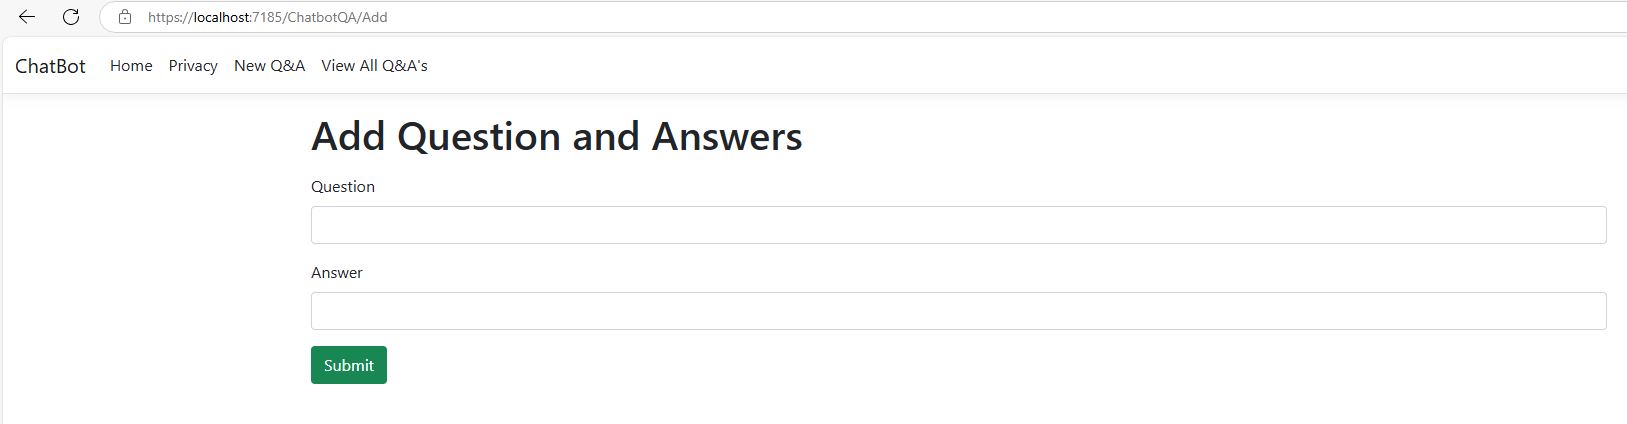 https://localhost:7185/ChatbotQA/Add
ChatBot Home Privacy New Q&A View All Q&A's
Add Question and Answers
Question
Answer
Submit